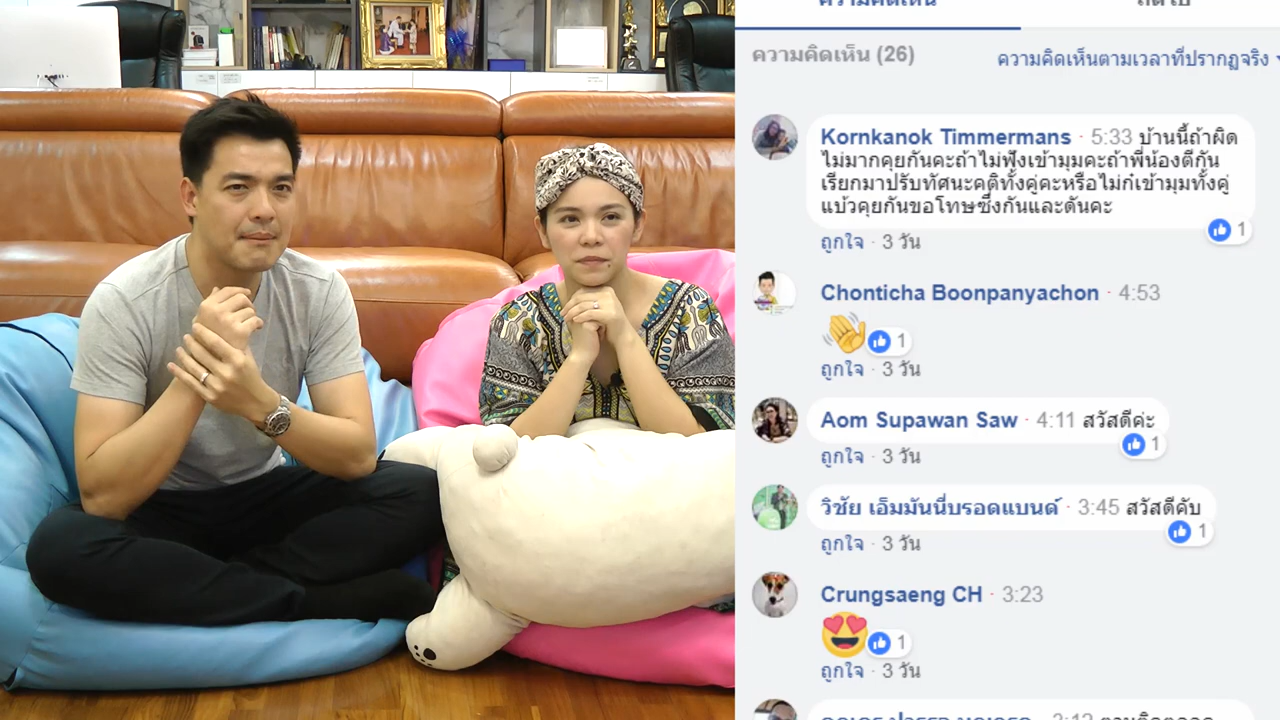 ความคิดเห็น
ความคิดเห็น (26)
ความคิดเห็นตามเวลาที่ปรากฏจริง
Kornkanok Timmermans · 5:33 บ้านนี้ถ้าผิด
ไม่มากคุยกันคะถ้าไม่ฟังเข้ามุมคะถ้าพี่น้องตีกัน
เรียกมาปรับทัศนะคติทั้งคู่คะหรือไม่ก๋เข้ามุมทั้งคู่
แบ้วคุยกันขอโทษซึ่งกันและดันคะ
1
ถูกใจ · 3 วัน
Chonticha Boonpanyachon · 4:53
1
ถูกใจ · 3 วัน
Aom Supawan Saw · 4:11 สวัสดีค่ะ
1
ถูกใจ · 3 วัน
วิชัย เอ็มมันนี่บรอดแบนด์ · 3:45 สวัสดีคับ
1
ถูกใจ · 3 วัน
Crungsaeng CH · 3:23
1
ถูกใจ · 3 วัน